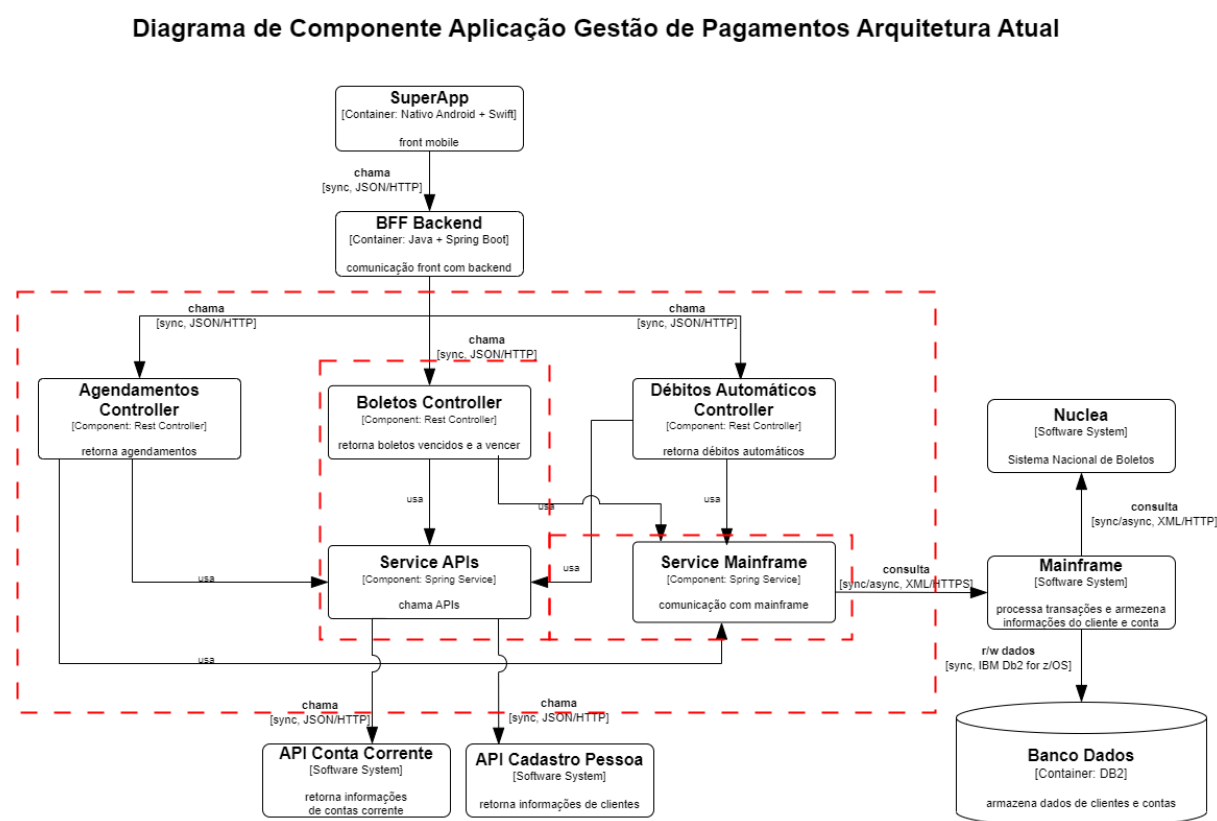 Diagrama de Componente Aplicação Gestão de Pagamentos Arquitetura Atual
SuperApp
[Container: Nativo Android + Swift]
front mobile
chama
[sync, JSON/HTTP]
BFF Backend
[Container: Java + Spring Boot]
comunicação front com backend
chama
[sync, JSON/HTTP]
chama
[sync, JSON/HTTP]
chama
[sync, JSON/HTTP]
Agendamentos
Controller
[Component: Rest Controller]
retorna agendamentos
Boletos Controller
[Component: Rest Controller]
retorna boletos vencidos e a vencer
Débitos Automáticos
Controller
[Component: Rest Controller]
retorna débitos automáticos
Nuclea
[Software System]
Sistema Nacional de Boletos
usa
usa
usa
consulta
[sync/async, XML/HTTP]
Service APIs
[Component: Spring Service]
chama APIs
usa
usa
Service Mainframe
[Component: Spring Service]
comunicação com mainframe
consulta
[sync/async, XML/HTTPS]
Mainframe
[Software System]
processa transações e armezena
informações do cliente e conta
usa
r/w dados
[sync, IBM Db2 for z/OS]
chama
[sync, JSON/HTTP]
chama
[sync, JSON/HTTP]
API Conta Corrente
[Software System]
retorna informações
de contas corrente
API Cadastro Pessoa
[Software System]
retorna informações de clientes
Banco Dados
[Container: DB2]
armazena dados de clientes e contas